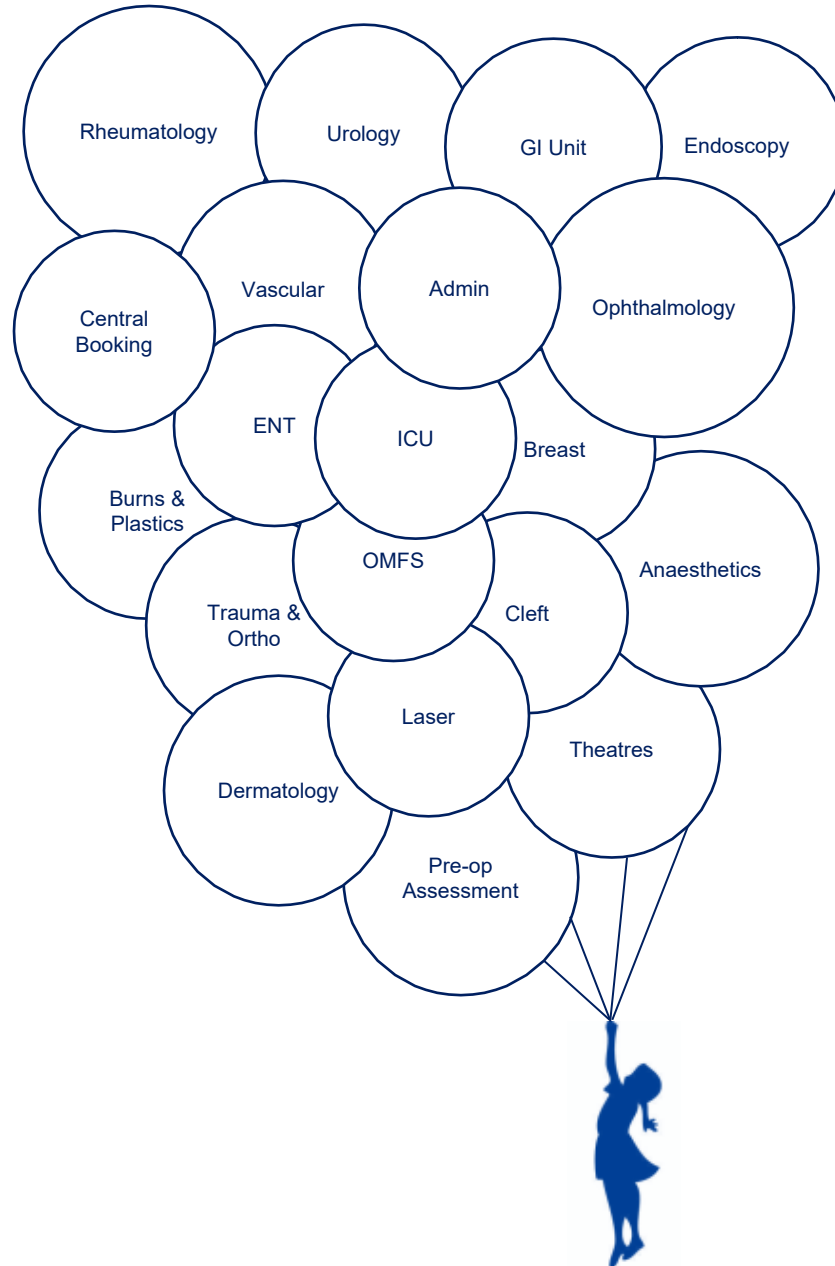 Rheumatology
Urology
GI Unit
Endoscopy
Vascular
Admin
Ophthalmology
Central
Booking
ENT
ICU
Breast
Burns &
Plastics
OMFS
Anaesthetics
Trauma &
Ortho
Cleft
Laser
Theatres
Dermatology
Pre-op
Assessment